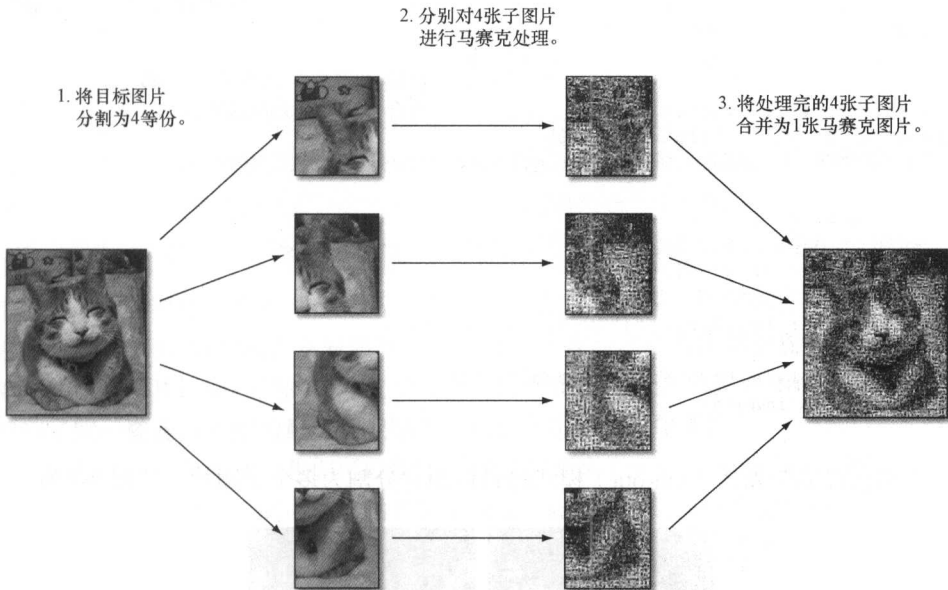 1. 将目标图片
分割为4等份。
2. 分别对4张子图片
进行马赛克处理。
3. 将处理完的4张子图片
合并为1张马赛克图片。